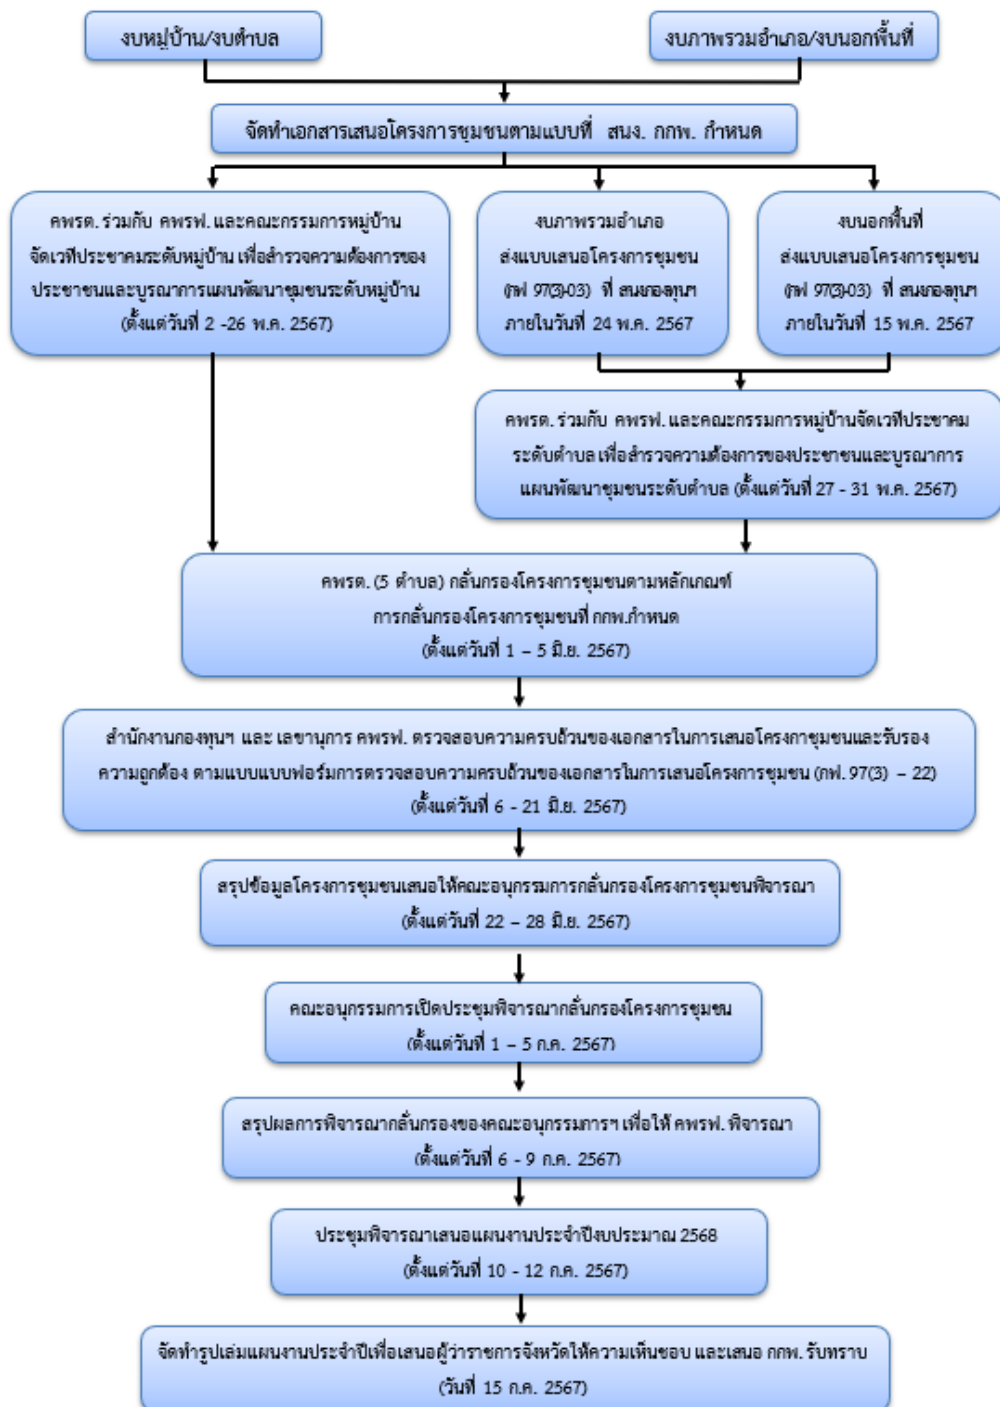 งบหมู่บ้าน/งบตำบล
งบภาพรวมอำเภอ/งบนอกพื้นที่
จัดทำเอกสารเสนอโครงการชุมชนตามแบบที่ สนง. กกพ. กำหนด
คพรต. ร่วมกับ คพรฟ. และคณะกรรมการหมู่บ้าน
จัดเวทีประชาคมระดับหมู่บ้าน เพื่อสำรวจความต้องการของ
ประชาชนและบูรณาการแผนพัฒนาชุมชนระดับหมู่บ้าน
(ตั้งแต่วันที่ 2 -26 พ.ค. 2567)
งบภาพรวมอำเภอ
ส่งแบบเสนอโครงการชุมชน
(กฟ 97(3)-03) ที่ สนง.กองทุนฯ
ภายในวันที่ 24 พ.ค. 2567
งบนอกพื้นที่
ส่งแบบเสนอโครงการชุมชน
(กฟ 97(3)-03) ที่ สนง.กองทุนฯ
ภายในวันที่ 15 พ.ค. 2567
คพรต. ร่วมกับ คพรฟ. และคณะกรรมการหมู่บ้านจัดเวทีประชาคม
ระดับตำบล เพื่อสำรวจความต้องการของประชาชนและบูรณาการ
แผนพัฒนาชุมชนระดับตำบล (ตั้งแต่วันที่ 27 - 31 พ.ค. 2567)
คพรต. (5 ตำบล) กลั่นกรองโครงการชุมชนตามหลักเกณฑ์
การกลั่นกรองโครงการชุมชนที่ กกพ.กำหนด
(ตั้งแต่วันที่ 1 – 5 มิ.ย. 2567)
สำนักงานกองทุนฯ และ เลขานุการ คพรฟ. ตรวจสอบความครบถ้วนของเอกสารในการเสนอโครงกาชุมชนและรับรอง
ความถูกต้อง ตามแบบแบบฟอร์มการตรวจสอบความครบถ้วนของเอกสารในการเสนอโครงการชุมชน (กฟ. 97(3) – 22)
(ตั้งแต่วันที่ 6 - 21 มิ.ย. 2567)
สรุปข้อมูลโครงการชุมชนเสนอให้คณะอนุกรรมการกลั่นกรองโครงการชุมชนพิจารณา
(ตั้งแต่วันที่ 22 – 28 มิ.ย. 2567)
คณะอนุกรรมการเปิดประชุมพิจารณากลั่นกรองโครงการชุมชน
(ตั้งแต่วันที่ 1 – 5 ก.ค. 2567)
สรุปผลการพิจารณากลั่นกรองของคณะอนุกรรมการฯ เพื่อให้ คพรฟ. พิจารณา
(ตั้งแต่วันที่ 6 - 9 ก.ค. 2567)
ประชุมพิจารณาเสนอแผนงานประจำปีงบประมาณ 2568
(ตั้งแต่วันที่ 10 - 12 ก.ค. 2567)
จัดทำรูปเล่มแผนงานประจำปีเพื่อเสนอผู้ว่าราชการจังหวัดให้ความเห็นชอบ และเสนอ กกพ. รับทราบ
(วันที่ 15 ก.ค. 2567)